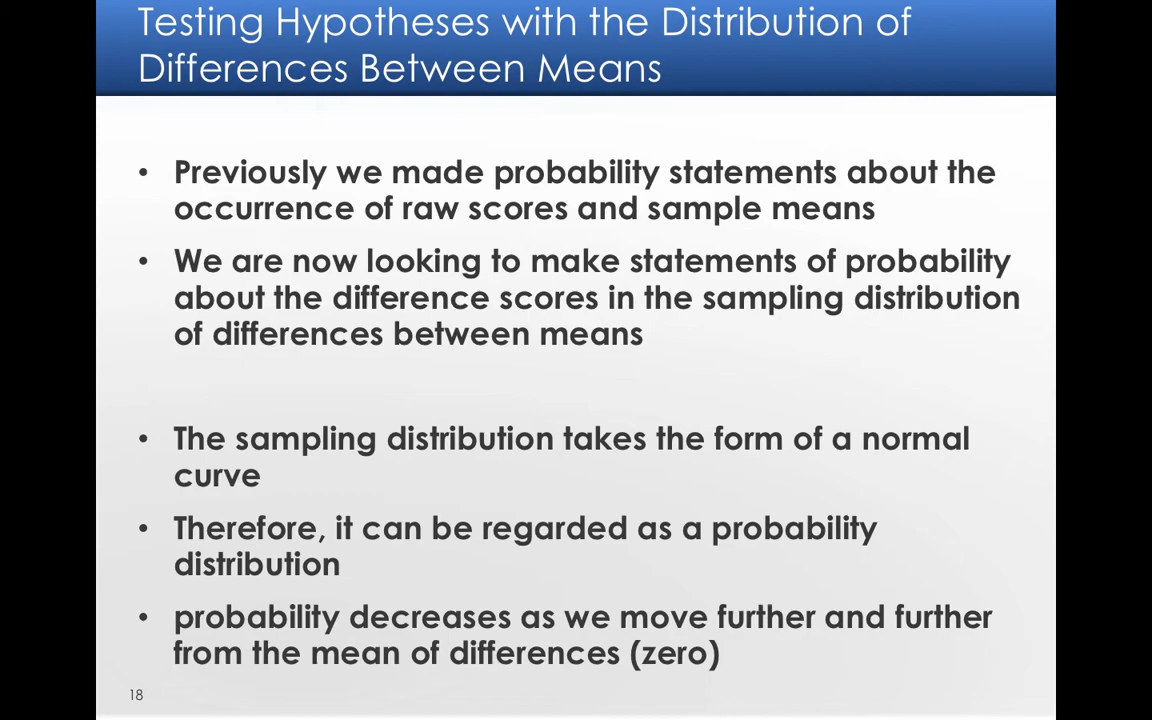 Testing Hypotheses with the Distribution of
Differences Between Means
• Previously we made probability statements about the
occurrence of raw scores and sample means
• We are now looking to make statements of probability
about the difference scores in the sampling distribution
of differences between means
• The sampling distribution takes the form of a normal
curve
• Therefore, it can be regarded as a probability
distribution
• probability decreases as we move further and further
from the mean of differences (zero)
18